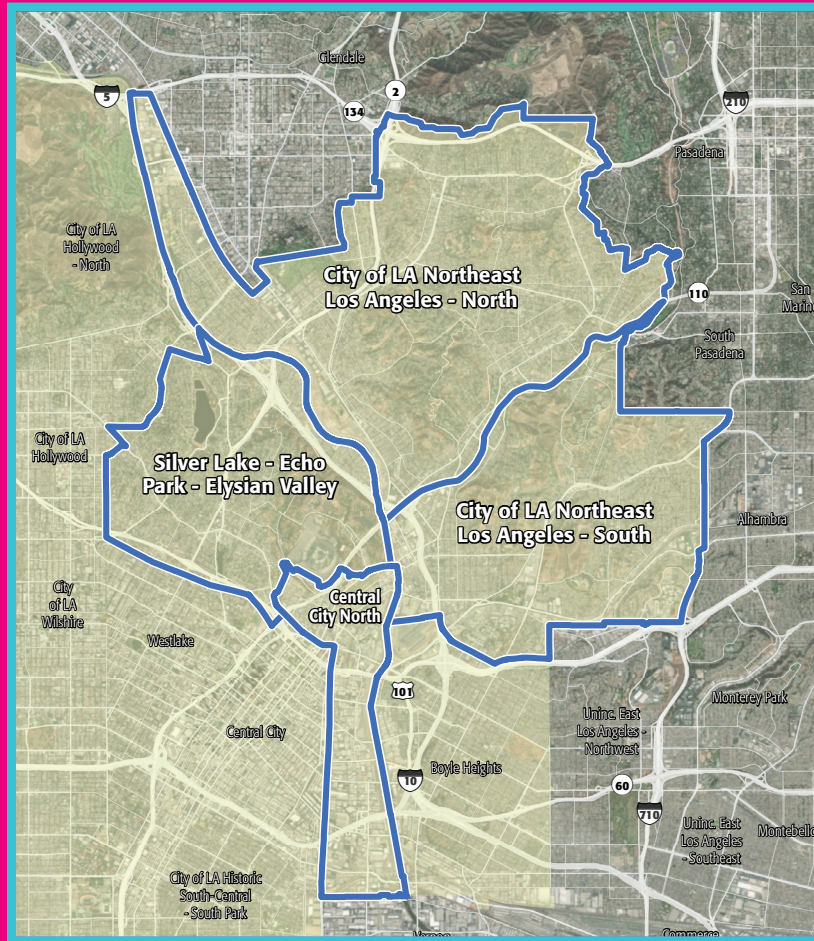 Glendale
2
5
134
210
Pasadena
City of LA
Hollywood
- North
City of LA Northeast
Los Angeles - North
110
San
Marino
South
Pasadena
City of LA
Hollywood
Silver Lake - Echo
Park - Elysian Valley
City of LA Northeast
Los Angeles - South
Alhambra
City
of LA
Wilshire
Central
City North
Westlake
101
Monterey Park
Uninc. East
Los Angeles -
Northwest
Central City
Boyle Heights
10
60
710
Uninc. East
Los Angeles
- Southeast
Montebello
City of LA Historic
South-Central
- South Park
Vernon
Commerce